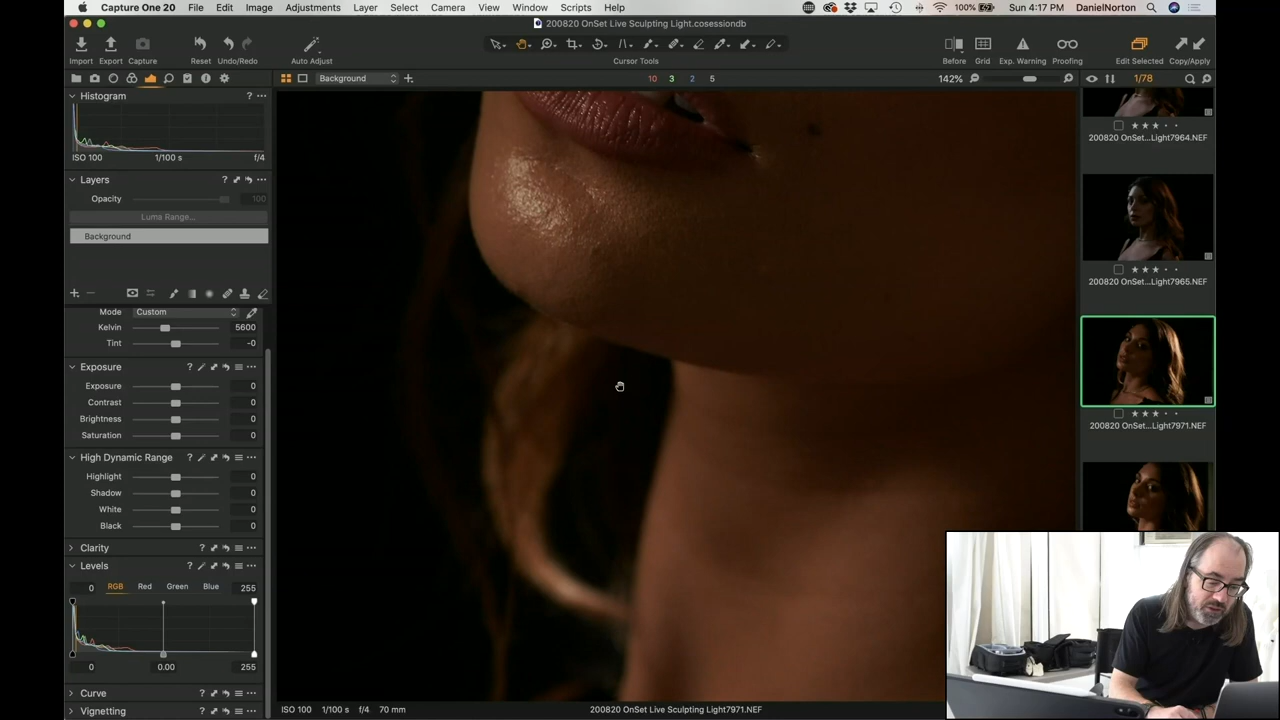 Capture One 20 File Edit Image Adjustments Layer Select Camera View Window Scripts Help 100% Sun 4:17 PM DanielNorton
200820 OnSet Live Sculpting Light.cosessiondb
Import Export Capture Reset Undo/Redo Auto Adjust Cursor Tools Before Grid Exp. Warning Proofing Edit Selected Copy/Apply
Background 10 3 2 5 142% 1/78
Histogram
ISO 100 1/100 s f/4
Layers
Opacity 100
Luma Range...
Background
Mode Custom
Kelvin 5600
Tint -0
Exposure
Exposure 0
Contrast 0
Brightness 0
Saturation 0
High Dynamic Range
Highlight 0
Shadow 0
White 0
Black 0
Clarity
Levels
0 RGB Red Green Blue 255
0 0.00 255
Curve
Vignetting
200820 OnSet...Light7964.NEF
200820 OnSet...Light7965.NEF
200820 OnSet...Light7971.NEF
ISO 100 1/100 s f/4 70 mm 200820 OnSet Live Sculpting Light7971.NEF